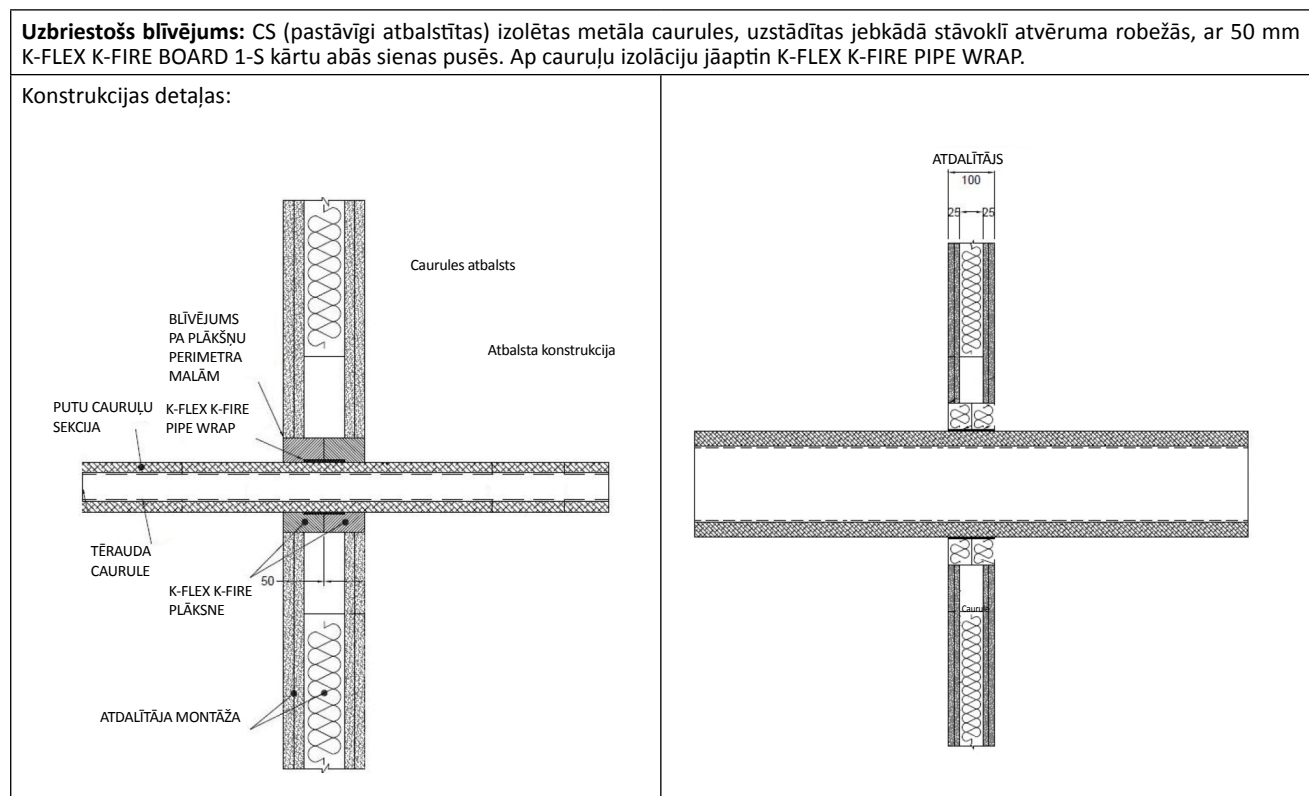 Uzbriestošs blīvējums: CS (pastāvīgi atbalstītas) izolētas metāla caurules, uzstādītas jebkādā stāvoklī atvēruma robežās, ar 50 mm
K-FLEX K-FIRE BOARD 1-S kārtu abās sienas pusēs. Ap cauruļu izolāciju jāaptin K-FLEX K-FIRE PIPE WRAP.
Konstrukcijas detaļas:
Caurules atbalsts
BLĪVĒJUMS
PA PLĀKŠŅU
PERIMETRA
MALĀM
Atbalsta konstrukcija
PUTU CAURUĻU
SEKCIJA
K-FLEX K-FIRE
PIPE WRAP
TĒRAUDA
CAURULE
50
K-FLEX K-FIRE
PLĀKSNE
ATDALĪTĀJA MONTĀŽA
ATDALĪTĀJS
100
25 25
Caurule